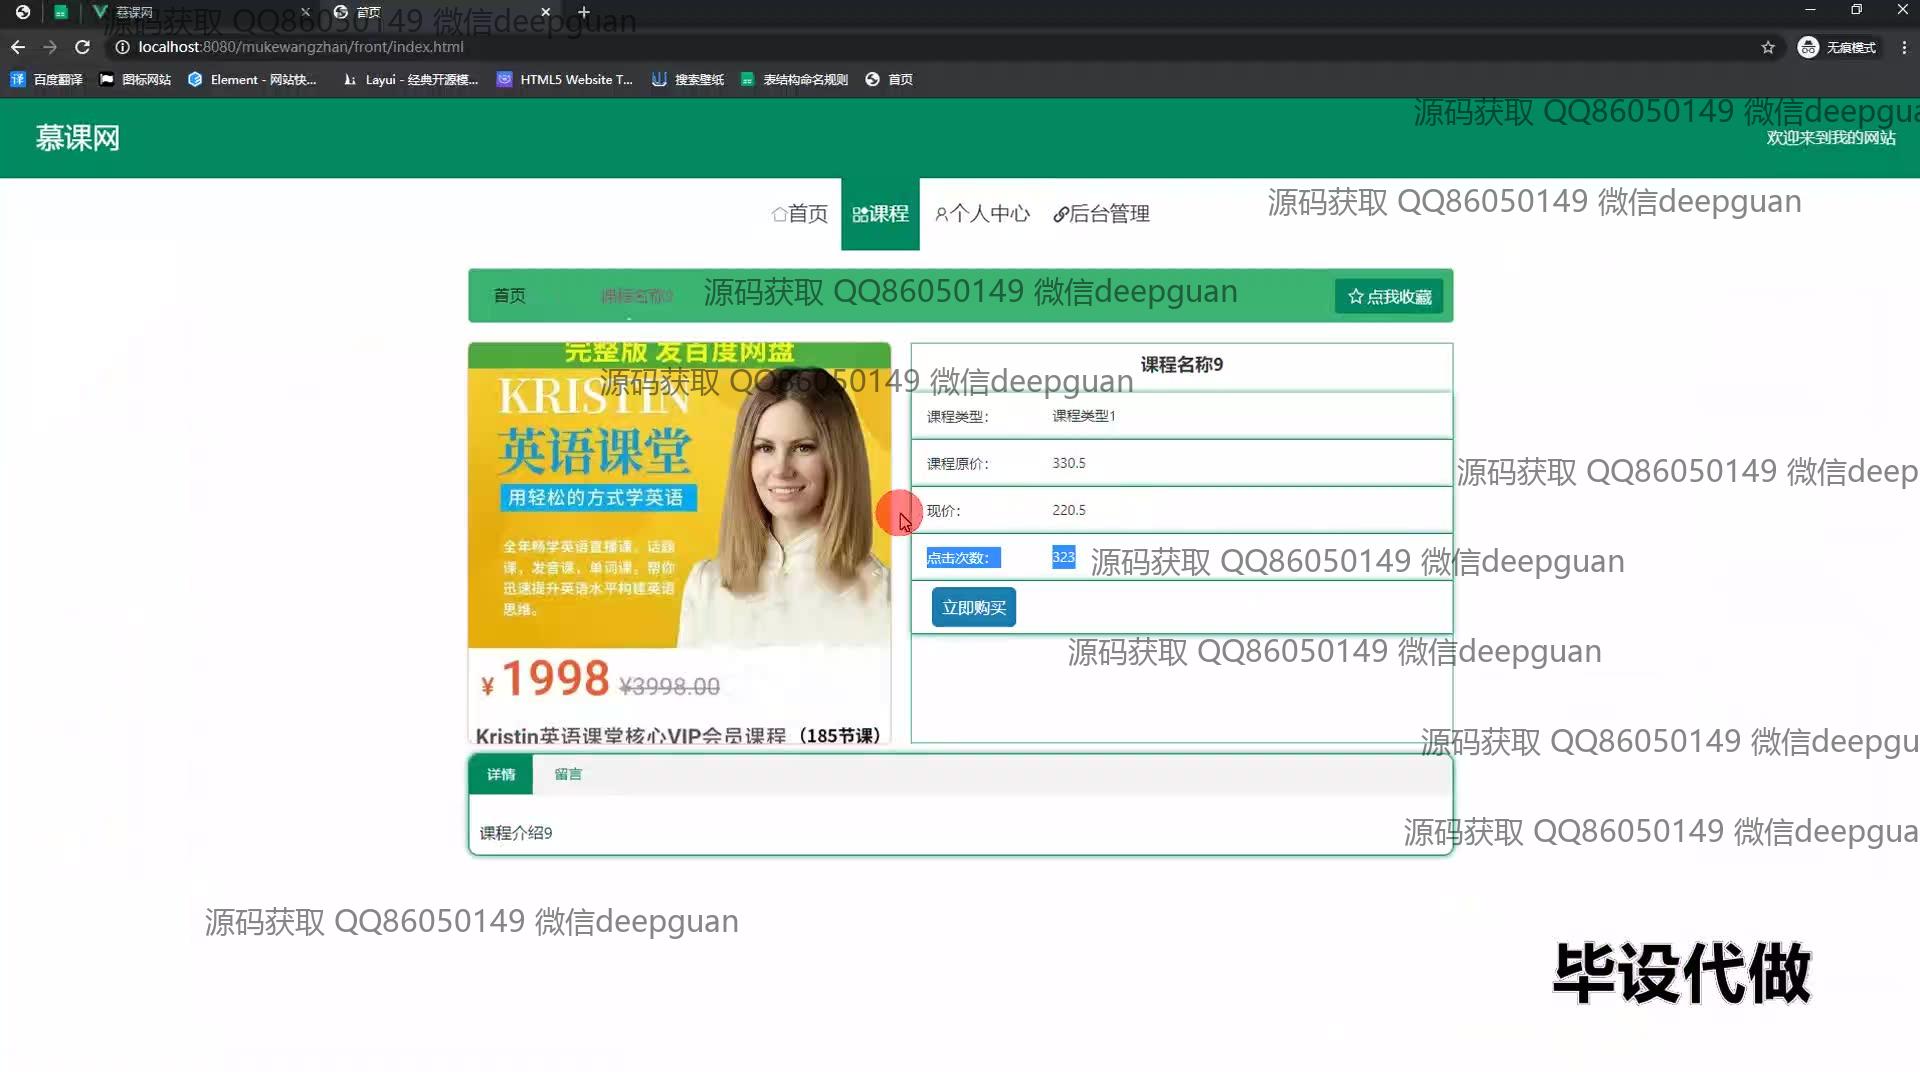 慕课网
首页
源码获取 QQ86050149 微信deepguan
localhost:8080/mukewangzhan/front/index.html
无痕模式
百度翻译
图标网站
Element - 网站快...
Layui - 经典开源模...
HTML5 Website T...
搜索壁纸
表结构命名规则
首页
源码获取 QQ86050149 微信deepgua
慕课网
欢迎来到我的网站
首页
课程
个人中心
后台管理
源码获取 QQ86050149 微信deepguan
首页
课程名称9
源码获取 QQ86050149 微信deepguan
点我收藏
完整版 发百度网盘
课程名称9
源码获取 QQ86050149 微信deepguan
KRISTIN
英语课堂
用轻松的方式学英语
全年畅学英语直播课，话题
课，发音课，单词课。帮你
迅速提升英语水平构建英语
思维。
¥1998 ¥3998.00
Kristin英语课堂核心VIP会员课程（185节课）
课程类型： 课程类型1
课程原价： 330.5
源码获取 QQ86050149 微信deep
现价： 220.5
点击次数： 323
源码获取 QQ86050149 微信deepguan
立即购买
源码获取 QQ86050149 微信deepguan
源码获取 QQ86050149 微信deepgu
详情
留言
课程介绍9
源码获取 QQ86050149 微信deepgua
源码获取 QQ86050149 微信deepguan
毕设代做